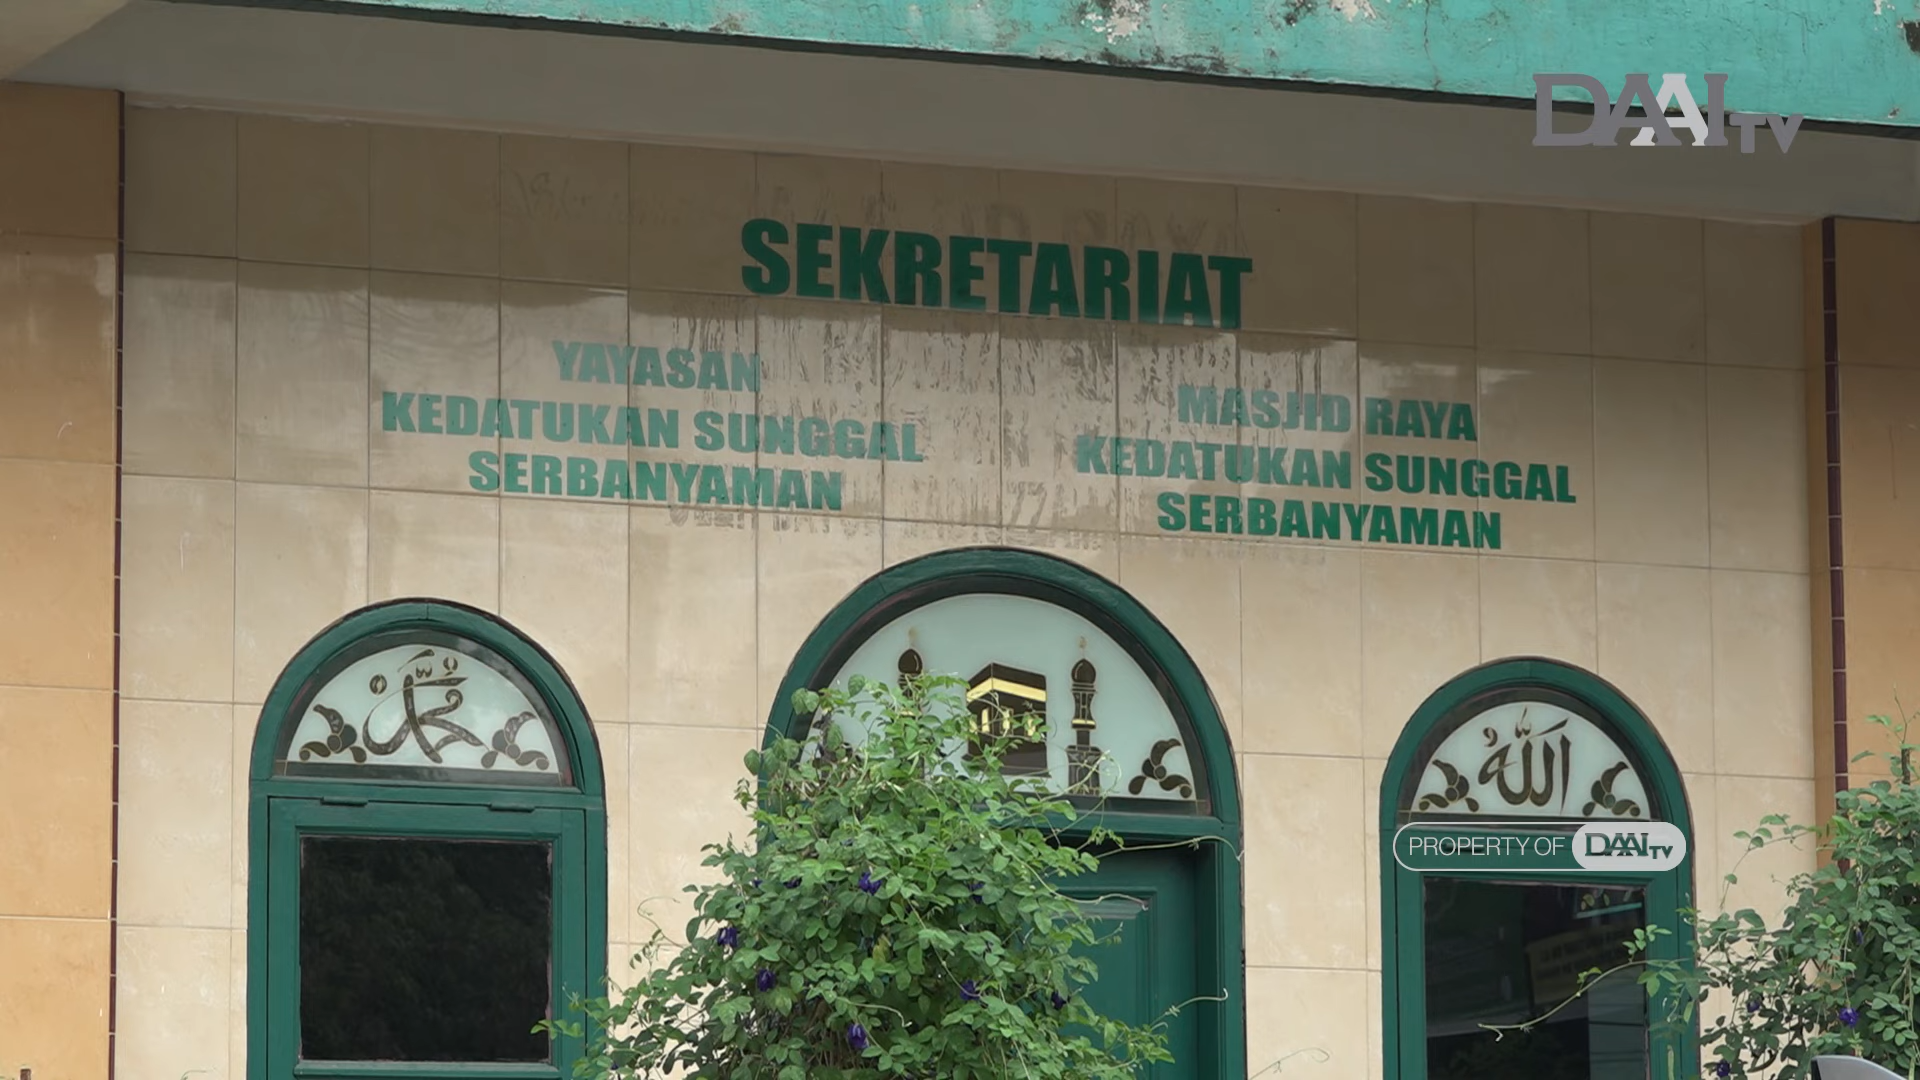 DAAI TV
SEKRETARIAT
YAYASAN
KEDATUKAN SUNGGAL
SERBANYAMAN
MASJID RAYA
KEDATUKAN SUNGGAL
SERBANYAMAN
محمد
الله
PROPERTY OF DAAI TV